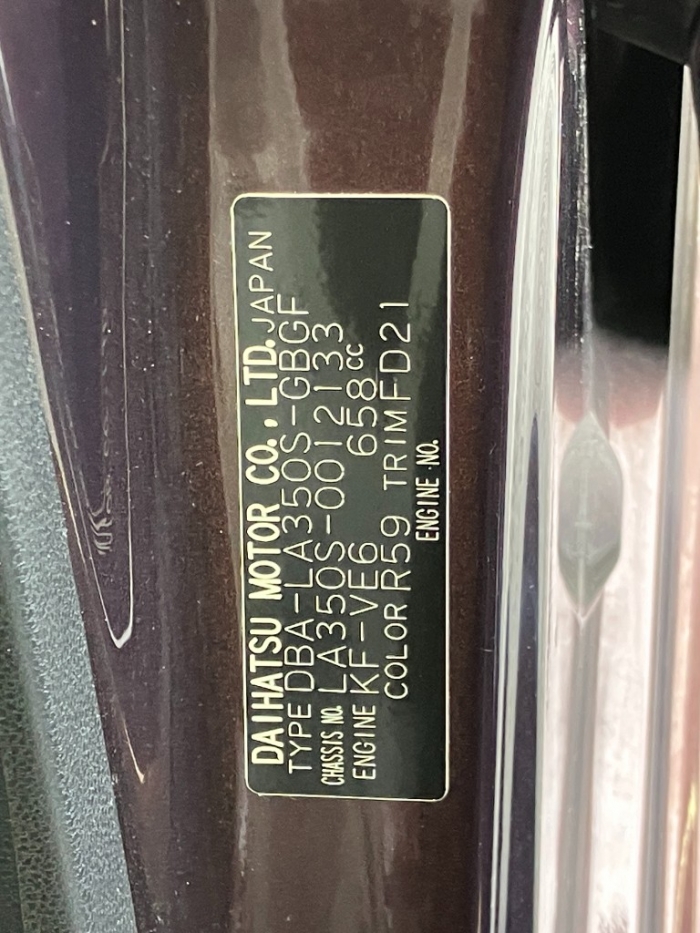 DAIHATSU MOTOR CO., LTD. JAPAN
TYPE DBA-LA350S-GBGF
CHASSIS NO. LA350S-0012133
ENGINE KF-VE6 658cc
COLOR R59 TRIM FD21
ENGINE NO.